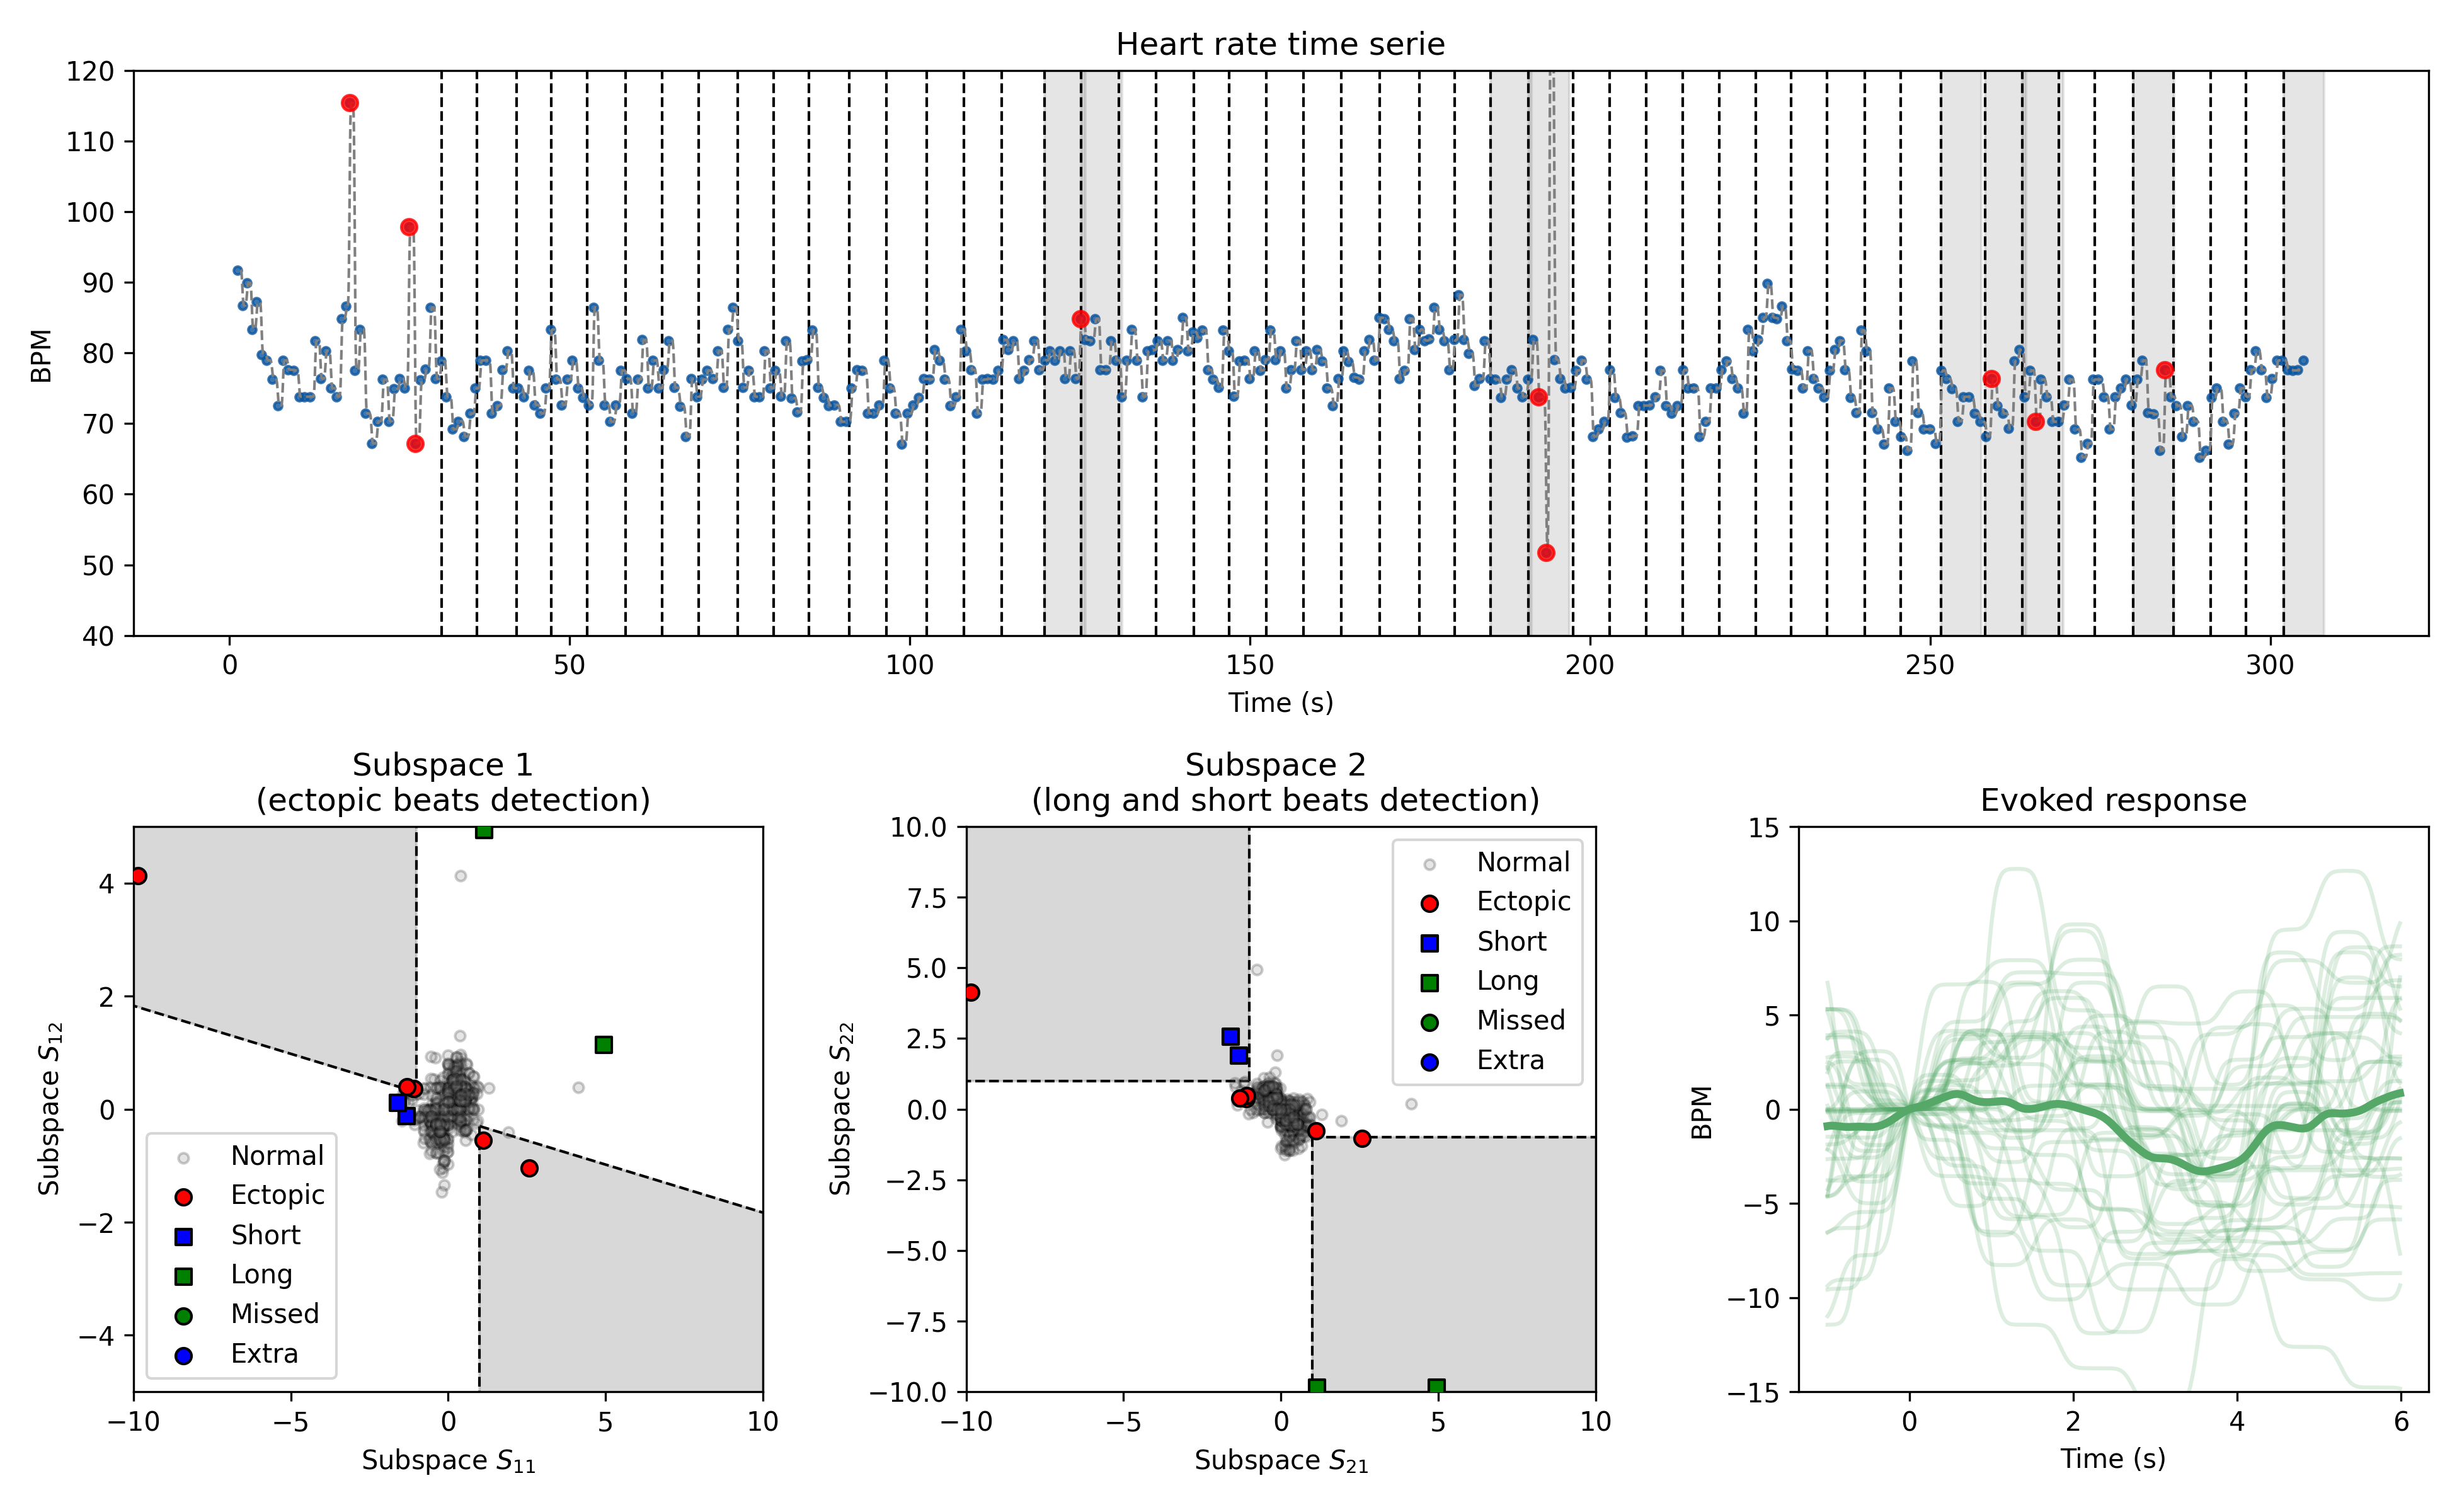 Heart rate time serie
120
110
100
90
80
70
60
50
40
BPM
0 50 100 150 200 250 300
Time (s)
Subspace 1
(ectopic beats detection)
4
2
0
−2
−4
Subspace S₁₂
Normal
Ectopic
Short
Long
Missed
Extra
−10 −5 0 5 10
Subspace S₁₁
Subspace 2
(long and short beats detection)
10.0
7.5
5.0
2.5
0.0
−2.5
−5.0
−7.5
−10.0
Subspace S₂₂
Normal
Ectopic
Short
Long
Missed
Extra
−10 −5 0 5 10
Subspace S₂₁
Evoked response
15
10
5
0
−5
−10
−15
BPM
0 2 4 6
Time (s)